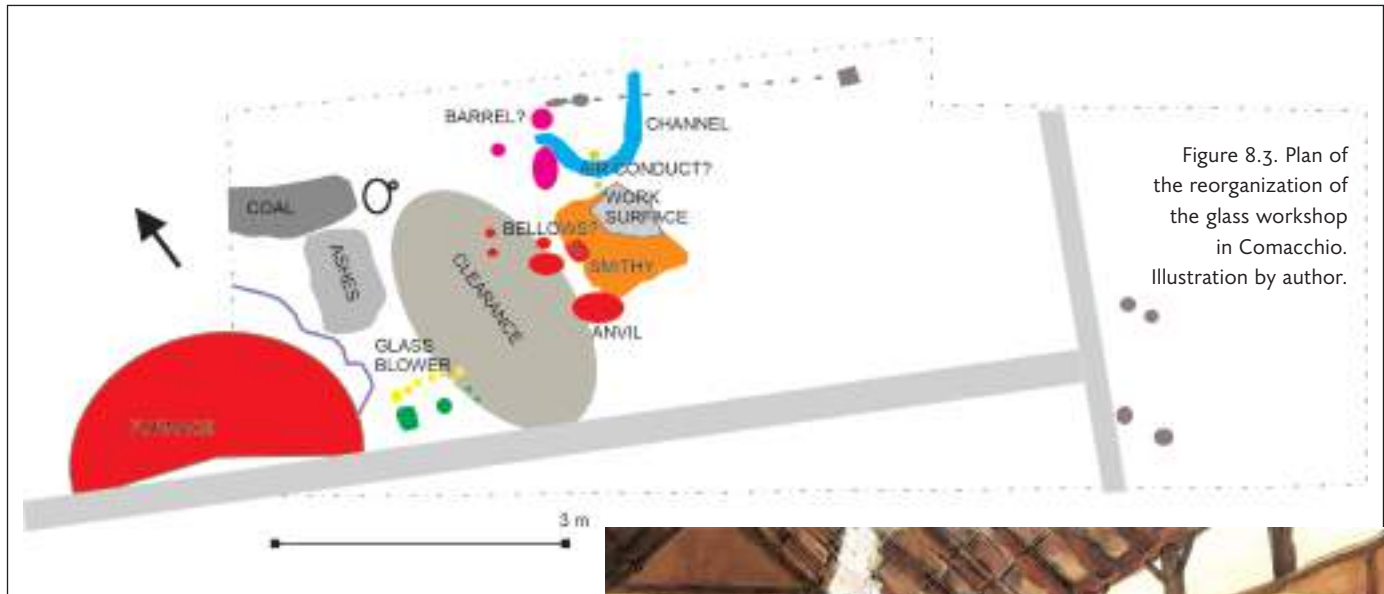 BARREL?
CHANNEL
AIR CONDUCT?
COAL
WORK
SURFACE
BELLOWS?
ASHES
CLEARANCE
SMITHY
ANVIL
GLASS
BLOWER
FURNACE
3 m
Figure 8.3. Plan of
the reorganization of
the glass workshop
in Comacchio.
Illustration by author.